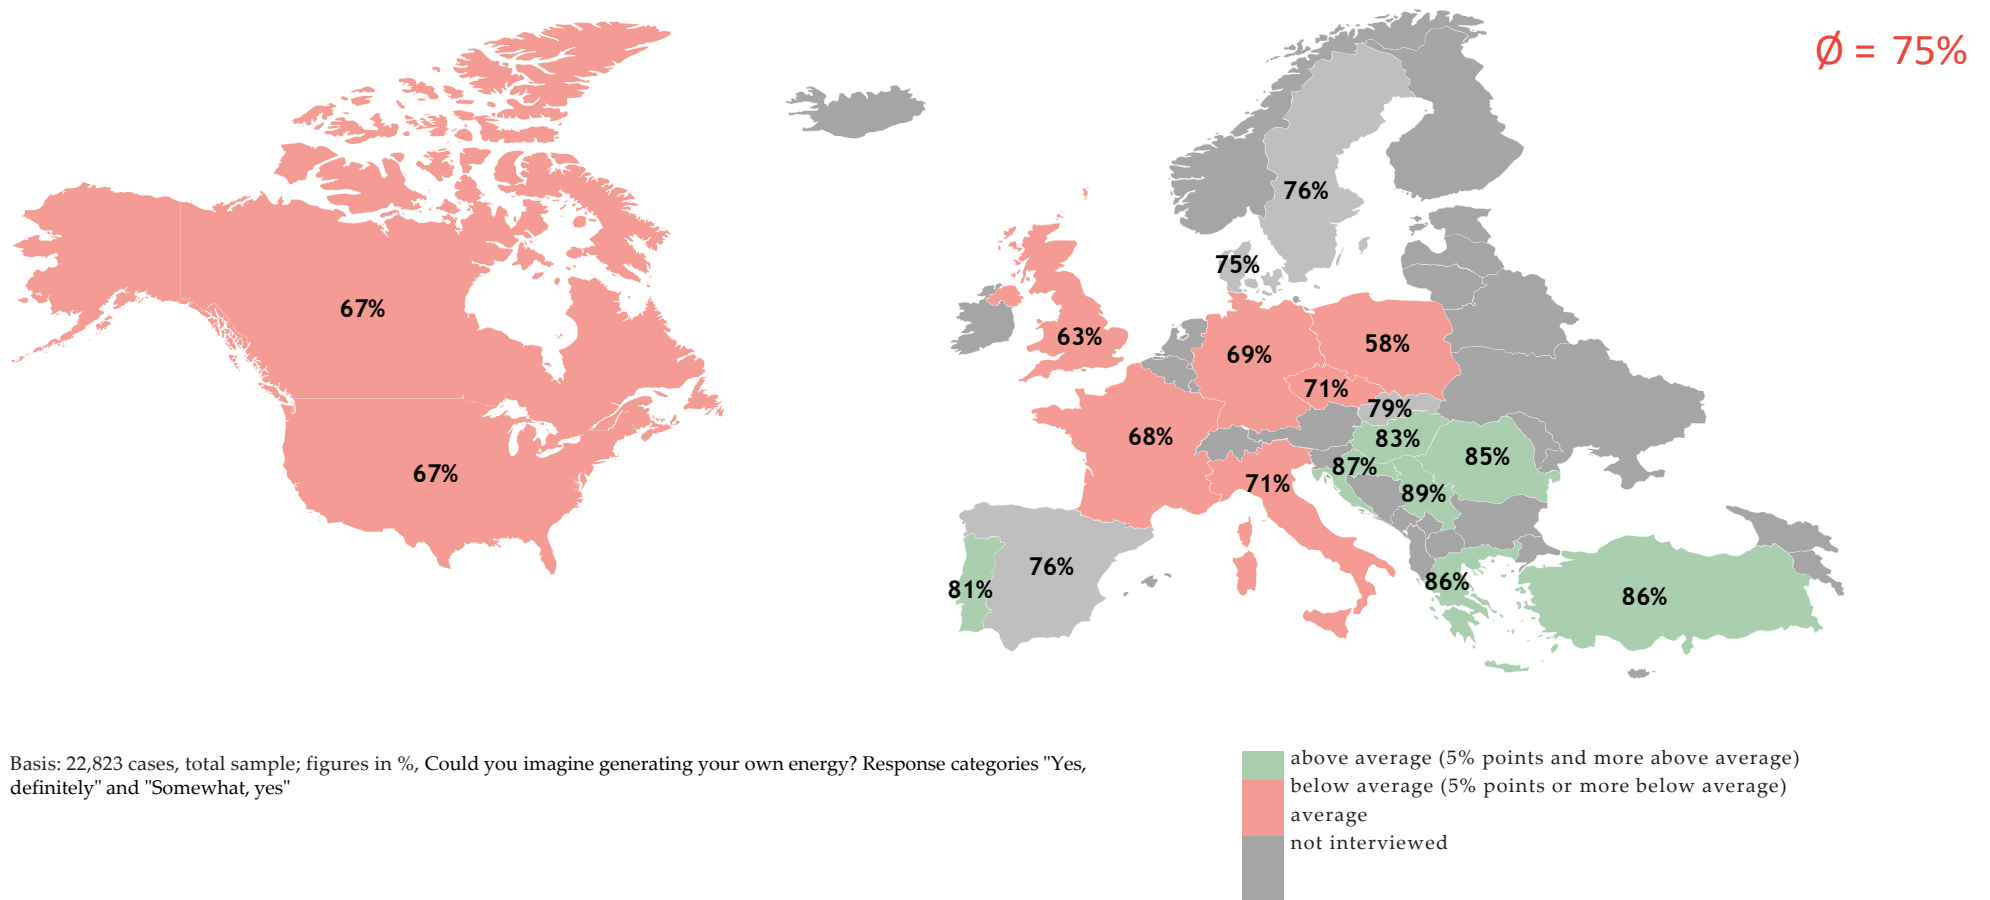 Ø = 75%
76%
75%
67%
63%
58%
69%
71%
79%
68%
83%
85%
87%
71%
67%
89%
76%
86%
81%
86%
Basis: 22,823 cases, total sample; figures in %, Could you imagine generating your own energy? Response categories "Yes,
definitely" and "Somewhat, yes"
above average (5% points and more above average)
below average (5% points or more below average)
average
not interviewed